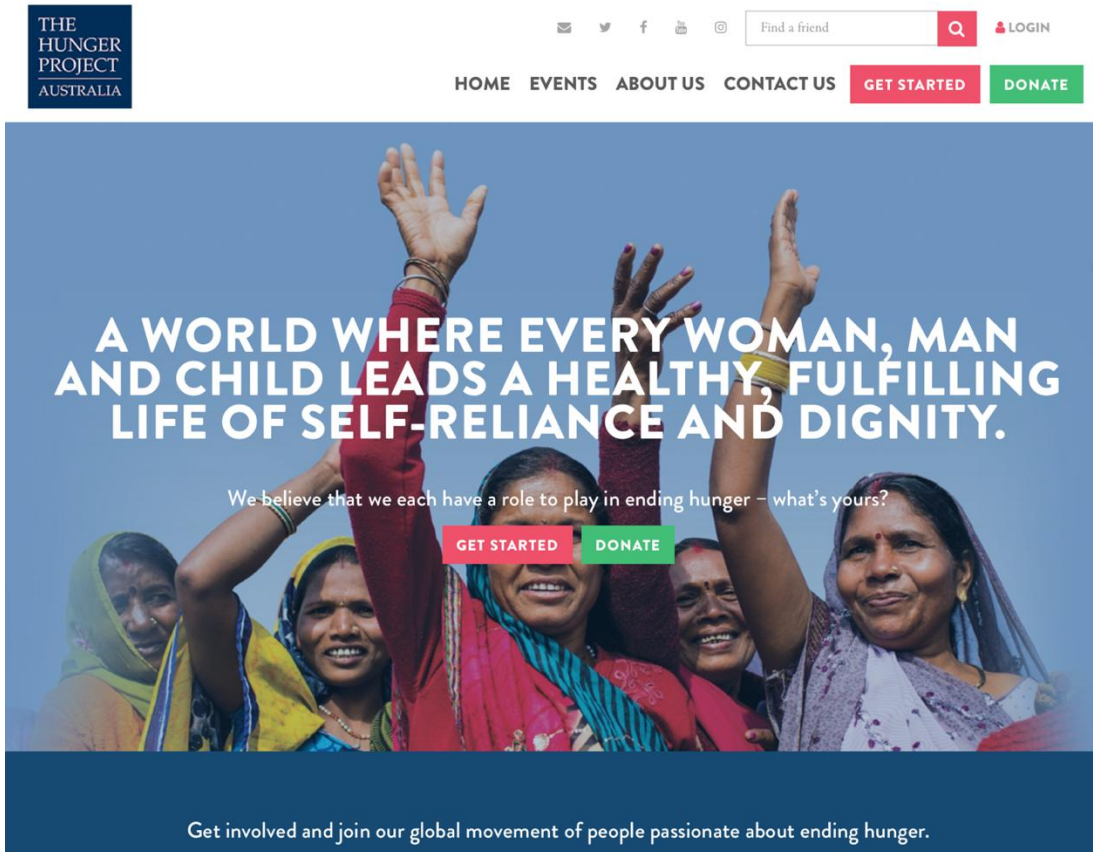 THE
HUNGER
PROJECT
AUSTRALIA
Find a friend
LOGIN
HOME EVENTS ABOUT US CONTACT US GET STARTED DONATE
A WORLD WHERE EVERY WOMAN, MAN
AND CHILD LEADS A HEALTHY, FULFILLING
LIFE OF SELF-RELIANCE AND DIGNITY.
We believe that we each have a role to play in ending hunger – what's yours?
GET STARTED DONATE
Get involved and join our global movement of people passionate about ending hunger.